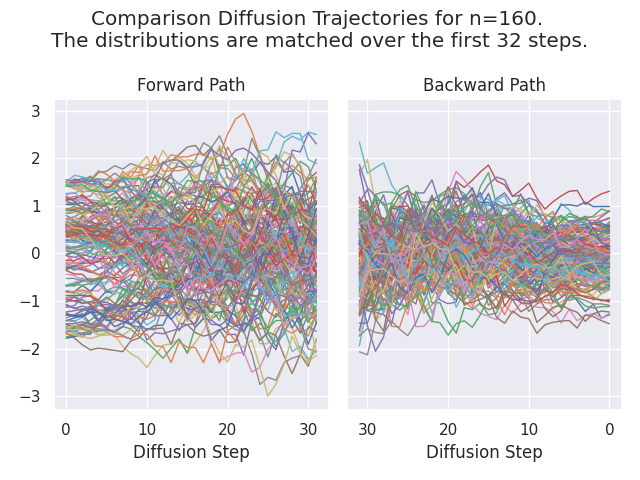 Comparison Diffusion Trajectories for n=160.
The distributions are matched over the first 32 steps.
Forward Path
Backward Path
3
2
1
0
−1
−2
−3
0 10 20 30
30 20 10 0
Diffusion Step
Diffusion Step